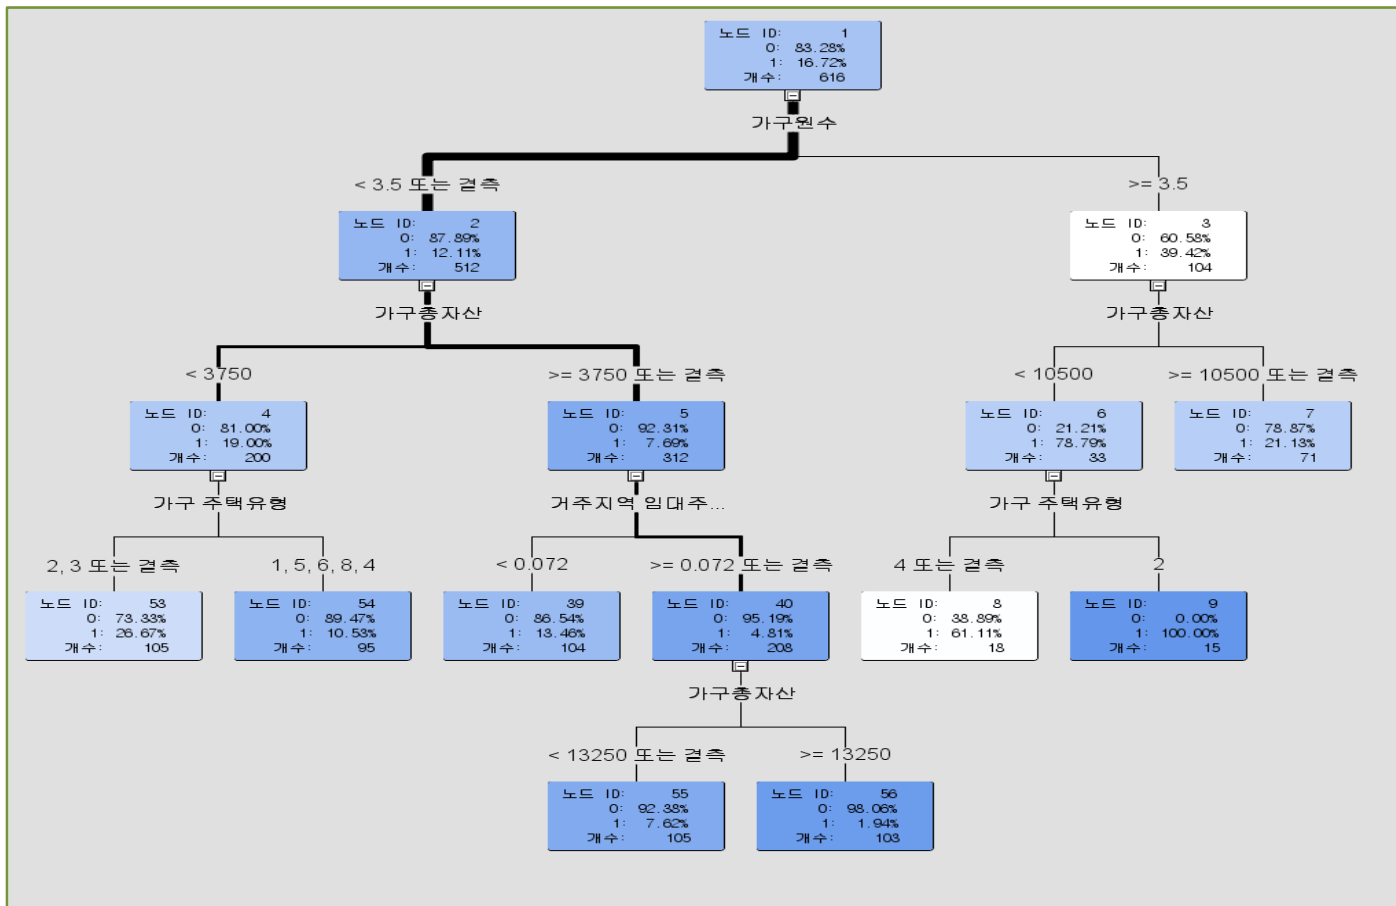 노드 ID: 1
0: 83.28%
1: 16.72%
개수: 616
가구원수
< 3.5 또는 결측
>= 3.5
노드 ID: 2
0: 87.89%
1: 12.11%
개수: 512
노드 ID: 3
0: 60.58%
1: 39.42%
개수: 104
가구총자산
가구총자산
< 3750
>= 3750 또는 결측
< 10500
>= 10500 또는 결측
노드 ID: 4
0: 81.00%
1: 19.00%
개수: 200
노드 ID: 5
0: 92.31%
1: 7.69%
개수: 312
노드 ID: 6
0: 21.21%
1: 78.79%
개수: 33
노드 ID: 7
0: 78.87%
1: 21.13%
개수: 71
가구 주택유형
거주지역 임대주...
가구 주택유형
2, 3 또는 결측
1, 5, 6, 8, 4
< 0.072
>= 0.072 또는 결측
4 또는 결측
2
노드 ID: 53
0: 73.33%
1: 26.67%
개수: 105
노드 ID: 54
0: 89.47%
1: 10.53%
개수: 95
노드 ID: 39
0: 86.54%
1: 13.46%
개수: 104
노드 ID: 40
0: 95.19%
1: 4.81%
개수: 208
노드 ID: 8
0: 38.89%
1: 61.11%
개수: 18
노드 ID: 9
0: 0.00%
1: 100.00%
개수: 15
가구총자산
< 13250 또는 결측
>= 13250
노드 ID: 55
0: 92.38%
1: 7.62%
개수: 105
노드 ID: 56
0: 98.06%
1: 1.94%
개수: 103